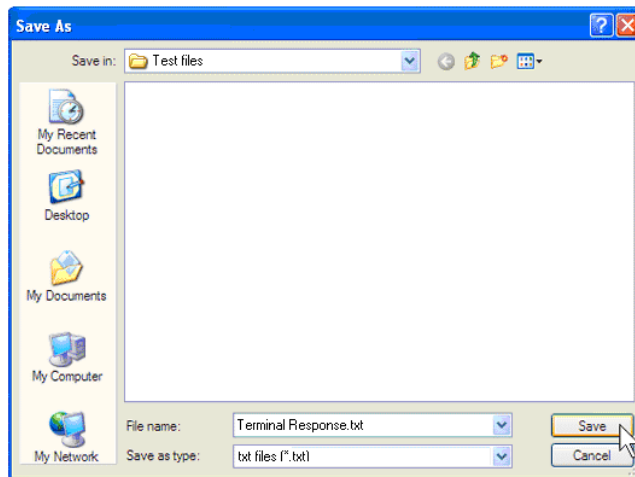 Save As
Save in: Test files
My Recent
Documents
Desktop
My Documents
My Computer
My Network
File name: Terminal Response.txt Save
Save as type: txt files (*.txt) Cancel